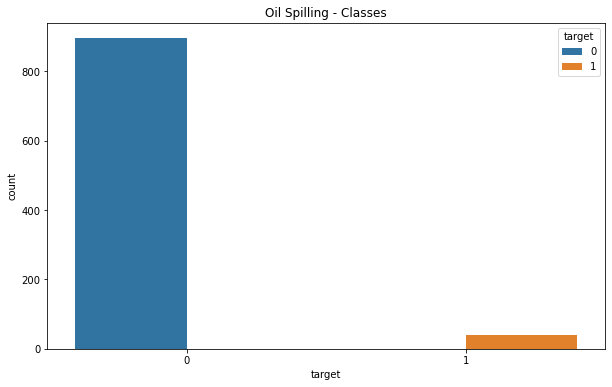 Oil Spilling - Classes
target
0
1
800
600
400
200
0
count
0
1
target